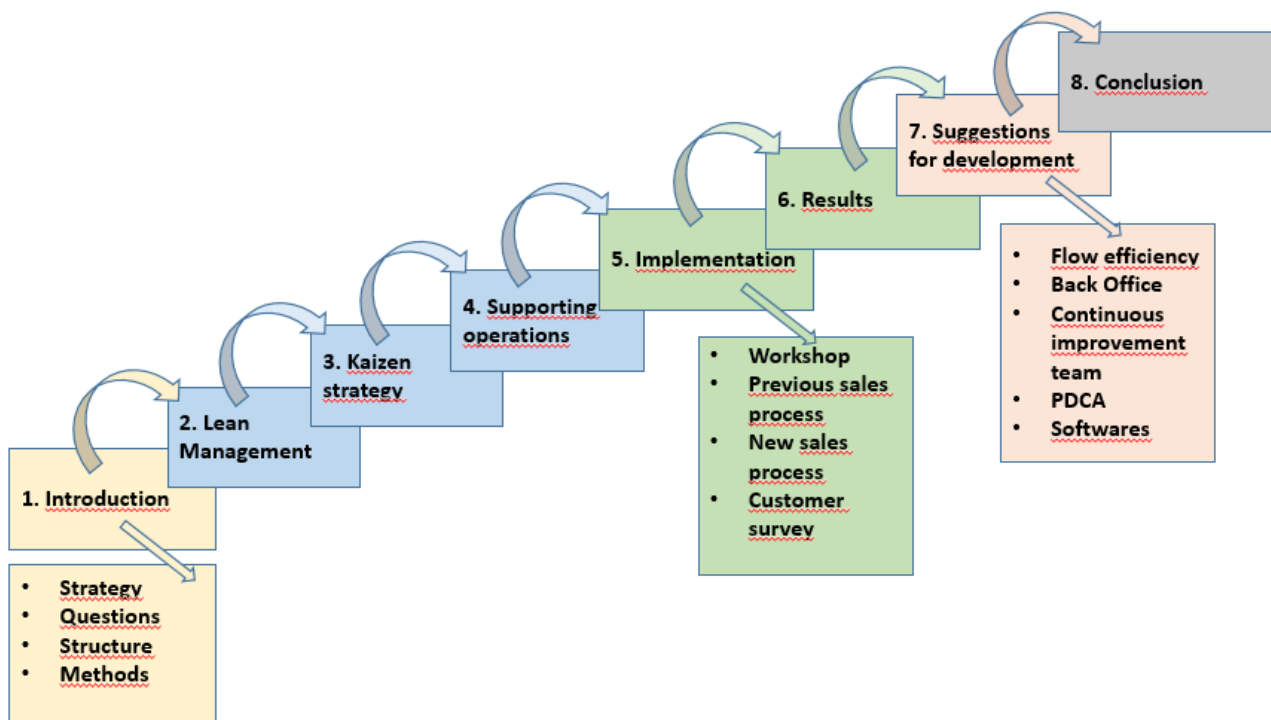 1. Introduction
• Strategy
• Questions
• Structure
• Methods
2. Lean
Management
3. Kaizen
strategy
4. Supporting
operations
5. Implementation
• Workshop
• Previous sales
process
• New sales
process
• Customer
survey
6. Results
7. Suggestions
for development
• Flow efficiency
• Back Office
• Continuous
improvement
team
• PDCA
• Softwares
8. Conclusion